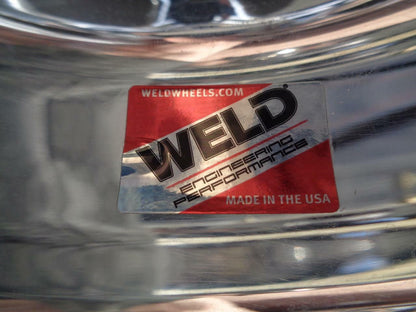 WELDWHEELS.COM
WELD
ENGINEERING
PERFORMANCE
MADE IN THE USA